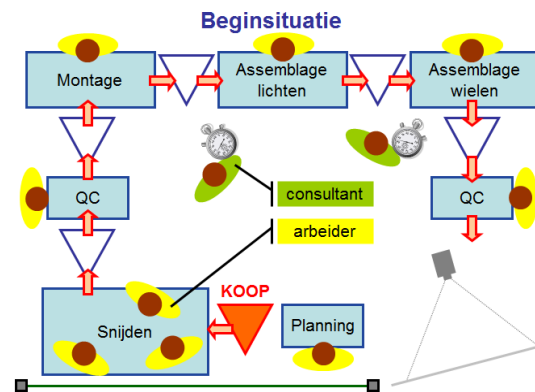 Beginsituatie
Montage
Assemblage
lichten
Assemblage
wielen
QC
QC
consultant
arbeider
KOOP
Snijden
Planning